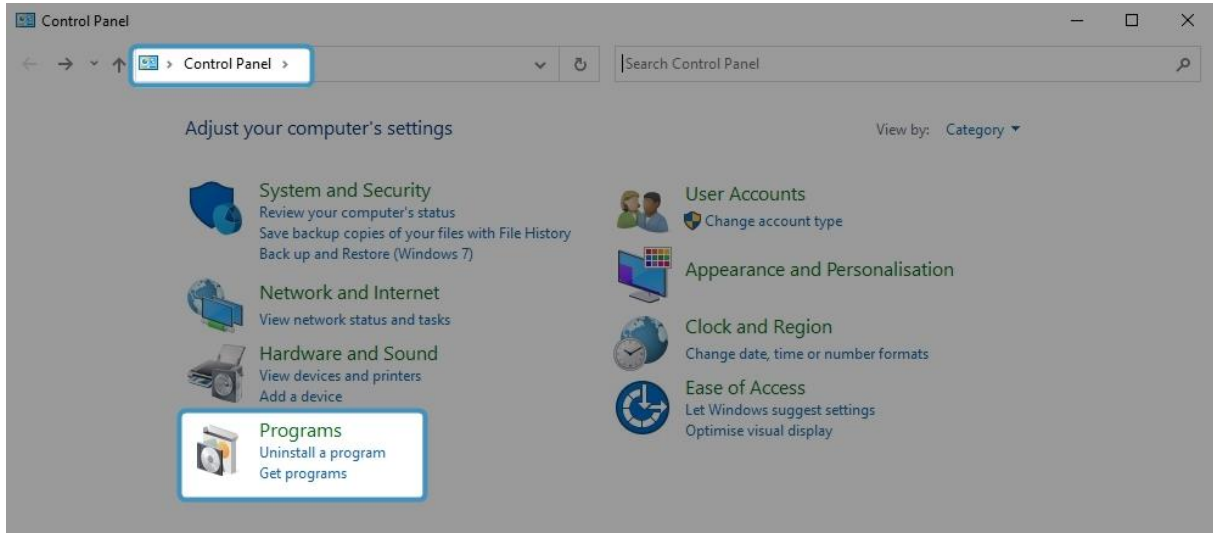 Control Panel
Control Panel
Search Control Panel
Adjust your computer's settings
View by: Category
System and Security
Review your computer's status
Save backup copies of your files with File History
Back up and Restore (Windows 7)
Network and Internet
View network status and tasks
Hardware and Sound
View devices and printers
Add a device
Programs
Uninstall a program
Get programs
User Accounts
Change account type
Appearance and Personalisation
Clock and Region
Change date, time or number formats
Ease of Access
Let Windows suggest settings
Optimise visual display